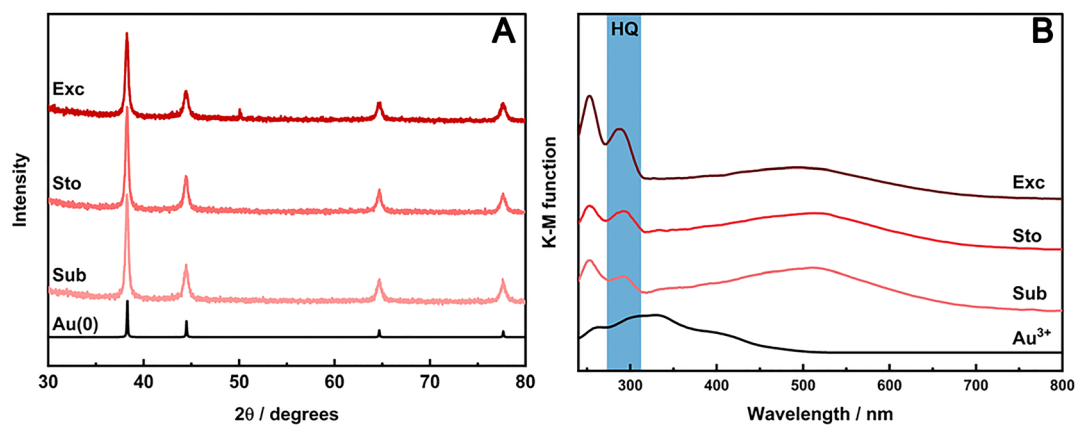 A
Exc
Sto
Sub
Au(0)
Intensity
30 40 50 60 70 80
2θ / degrees
HQ
B
Exc
Sto
Sub
Au³⁺
K-M function
300 400 500 600 700 800
Wavelength / nm